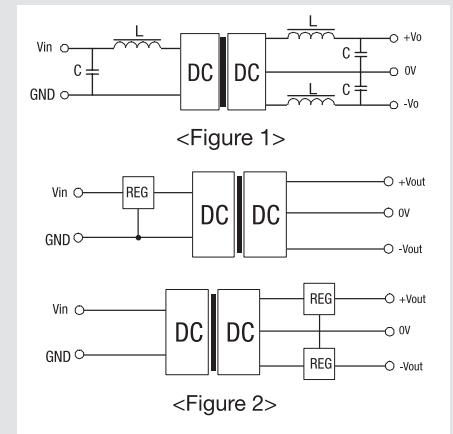 L
L
Vin
+Vo
C
DC
DC
C
0V
C
GND
L
-Vo
<Figure 1>
Vin
REG
+Vout
DC
DC
0V
GND
-Vout
REG
+Vout
Vin
DC
DC
0V
GND
REG
-Vout
<Figure 2>